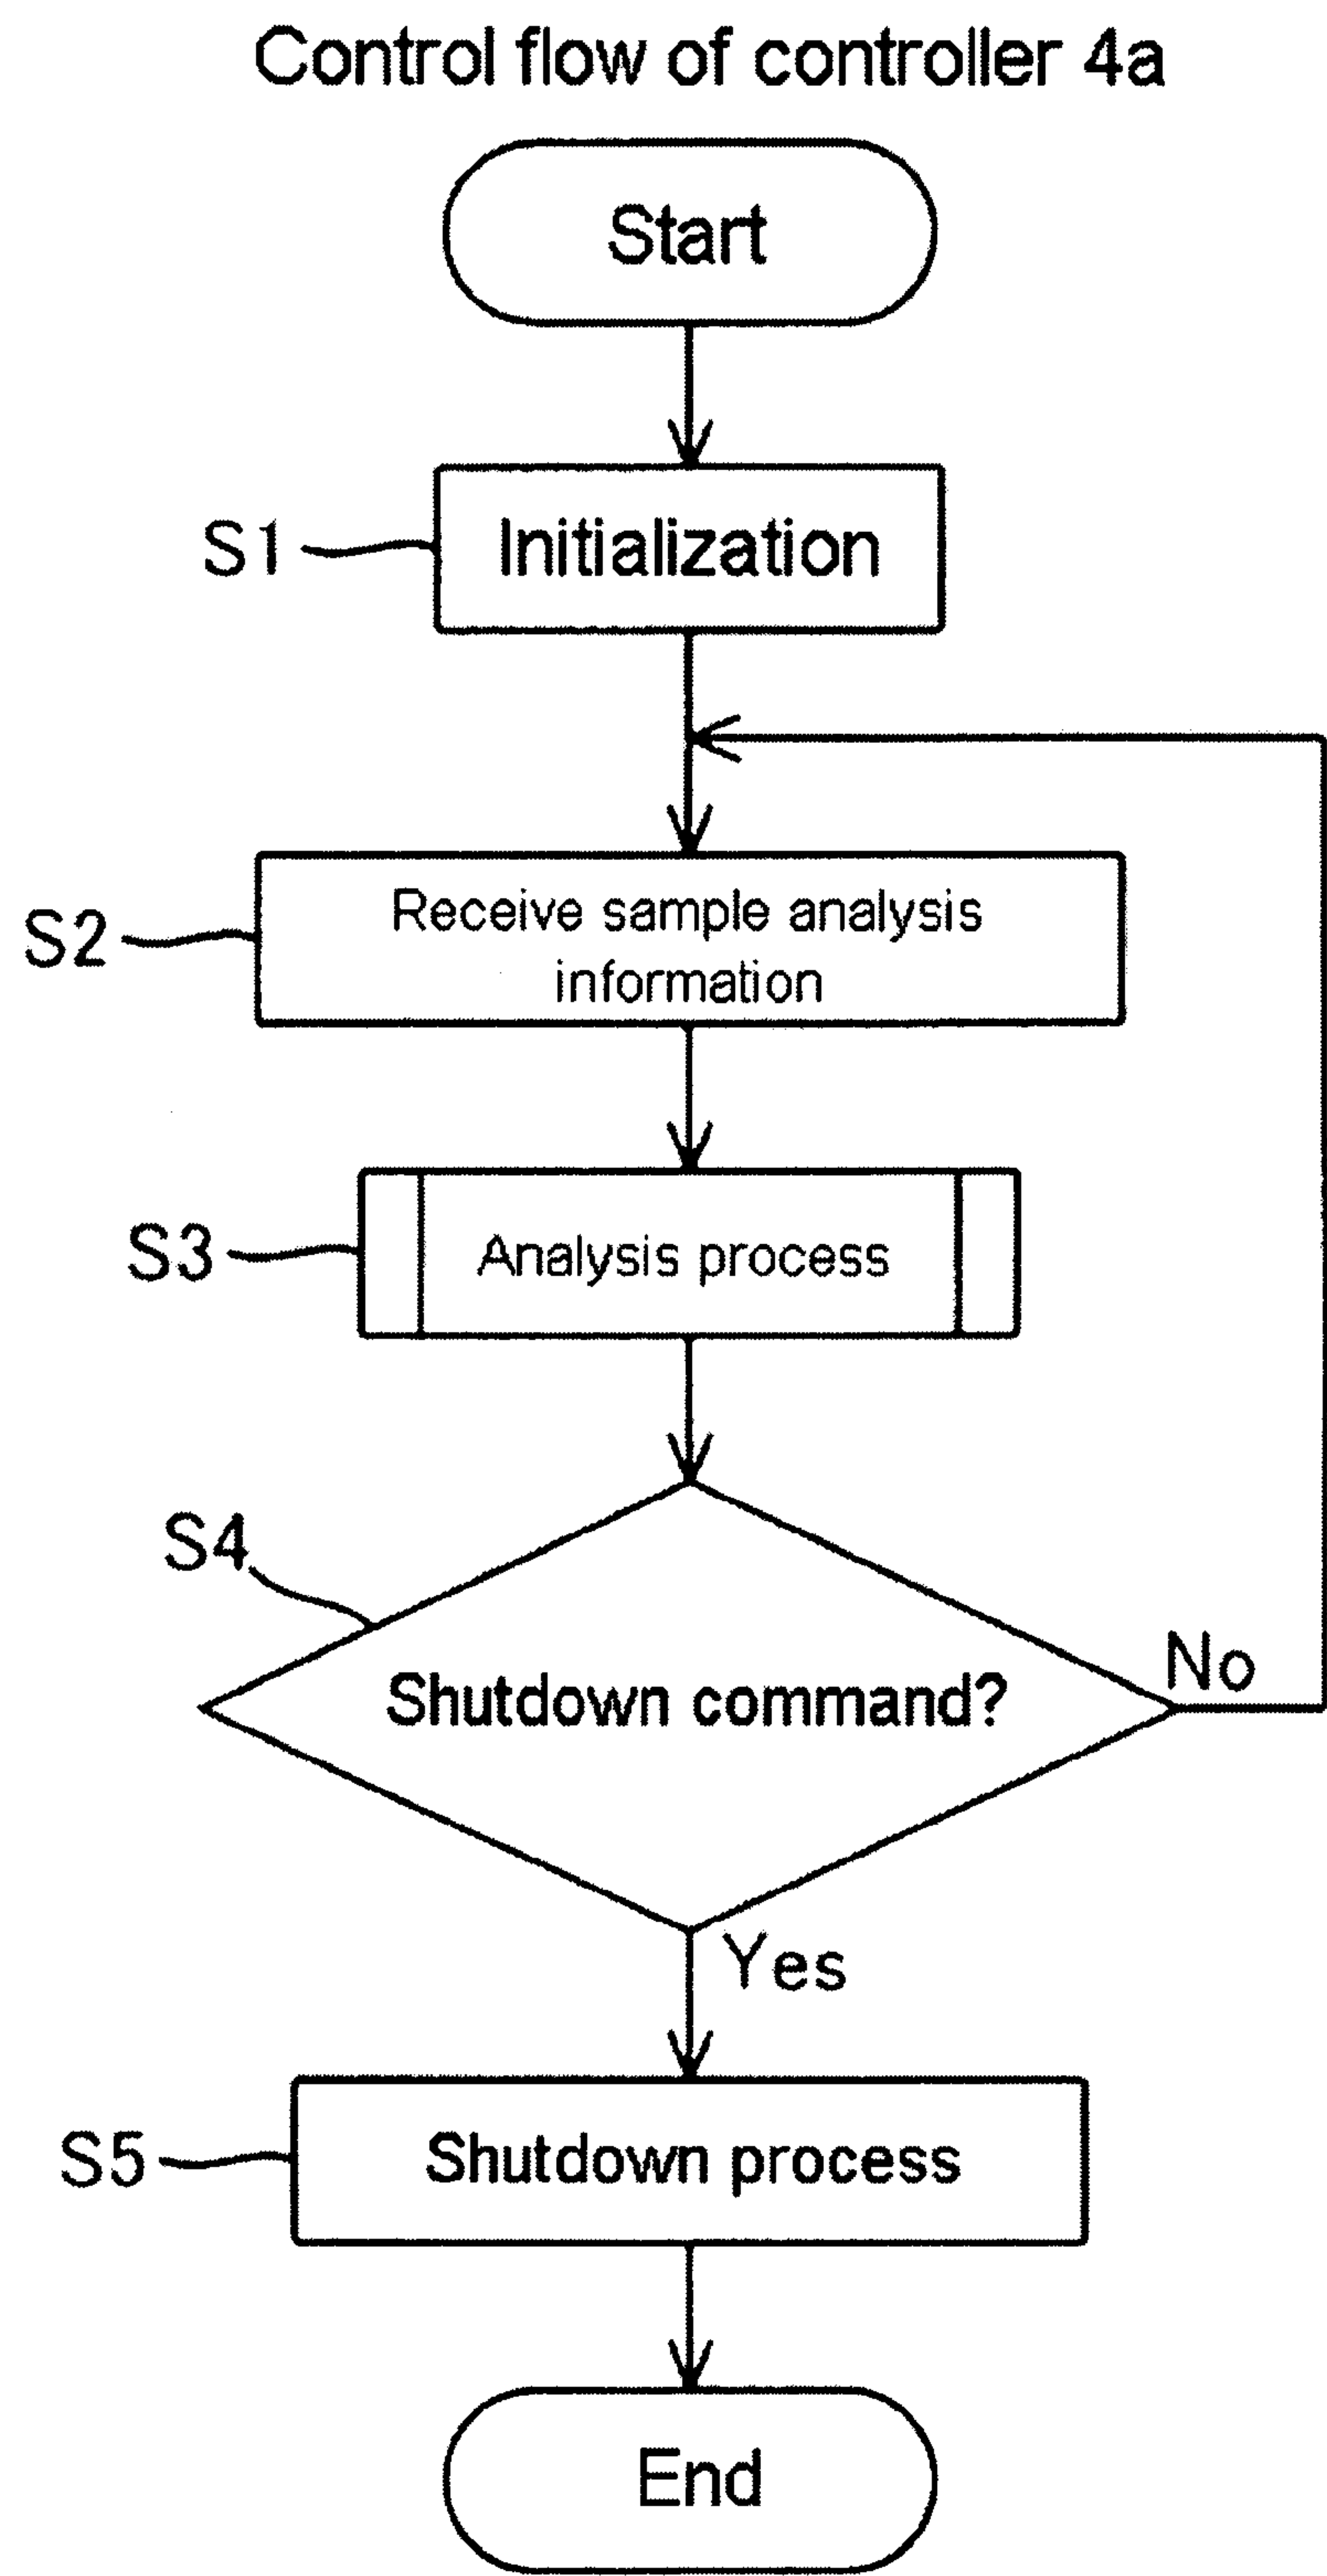 Control flow of controller 4a
Start
S1
Initialization
S2
Receive sample analysis
information
S3
Analysis process
S4
Shutdown command?
No
Yes
S5
Shutdown process
End